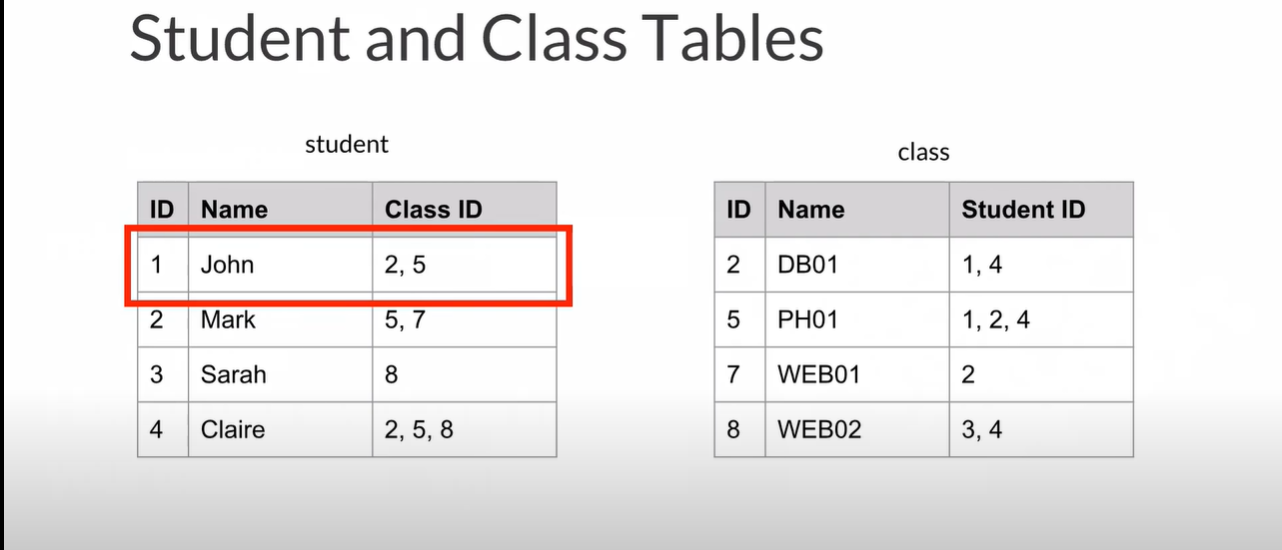 Student and Class Tables
student
ID Name Class ID
1 John 2, 5
2 Mark 5, 7
3 Sarah 8
4 Claire 2, 5, 8
class
ID Name Student ID
2 DB01 1, 4
5 PH01 1, 2, 4
7 WEB01 2
8 WEB02 3, 4